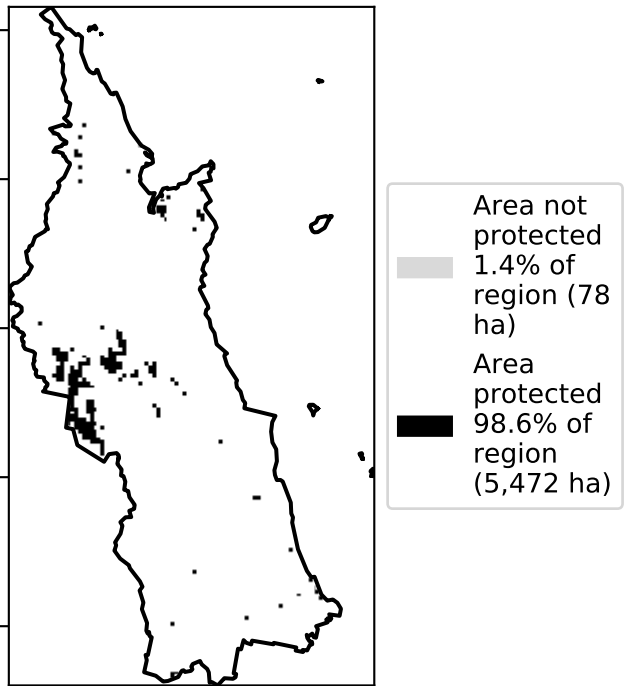 Area not
protected
1.4% of
region (78
ha)
Area
protected
98.6% of
region
(5,472 ha)